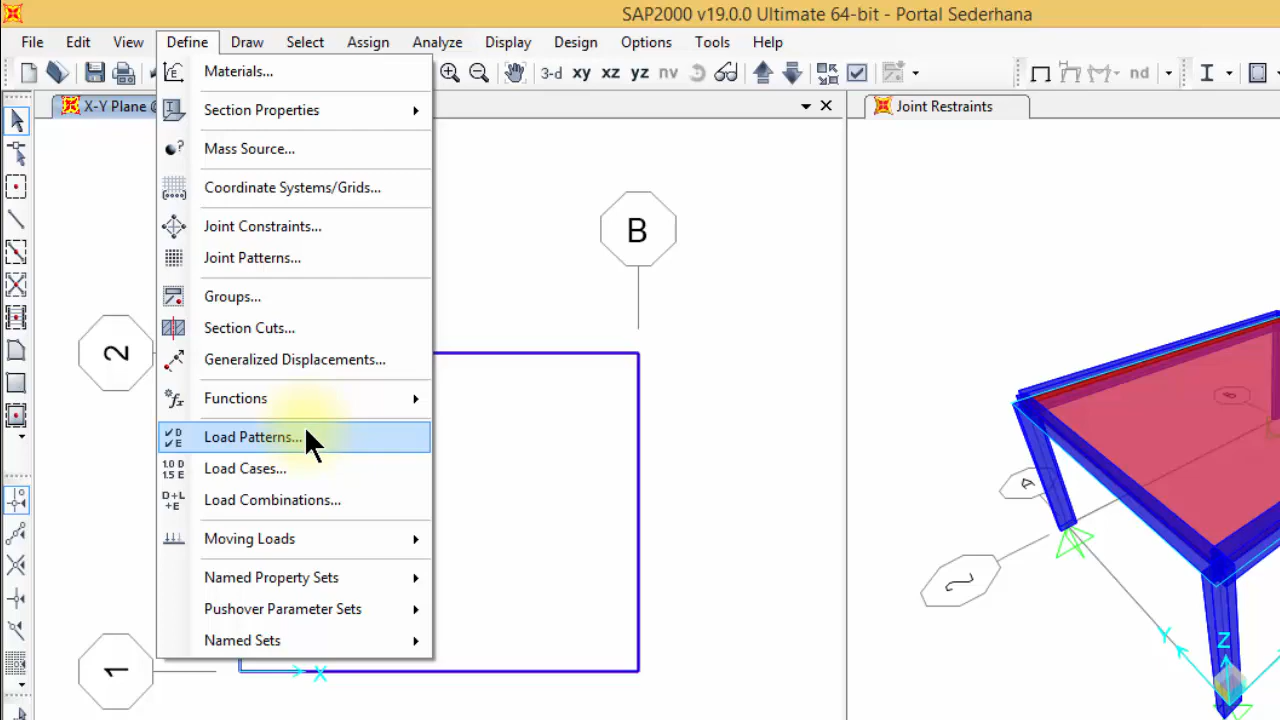 SAP2000 v19.0.0 Ultimate 64-bit - Portal Sederhana
File Edit View Define Draw Select Assign Analyze Display Design Options Tools Help
3-d xy xz yz nv nd
X-Y Plane @
Joint Restraints
Materials...
Section Properties
Mass Source...
Coordinate Systems/Grids...
Joint Constraints...
Joint Patterns...
Groups...
Section Cuts...
Generalized Displacements...
Functions
Load Patterns...
Load Cases...
Load Combinations...
Moving Loads
Named Property Sets
Pushover Parameter Sets
Named Sets
B
2
1
X
B
A
2
Y
Z